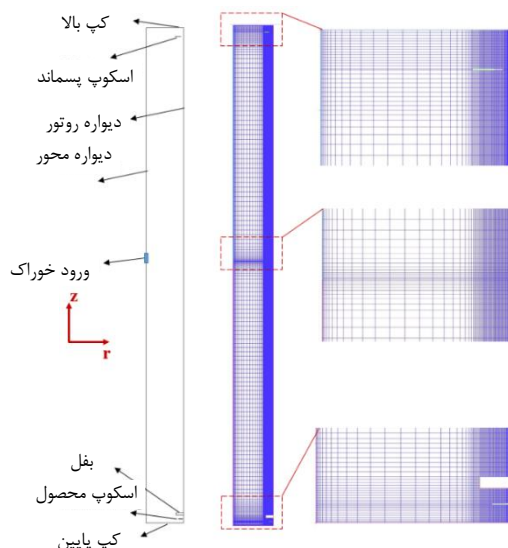 کپ بالا
اسکوپ پسماند
دیواره روتور
دیواره محور
ورود خوراک
z
r
بفل
اسکوپ محصول
کپ پایین